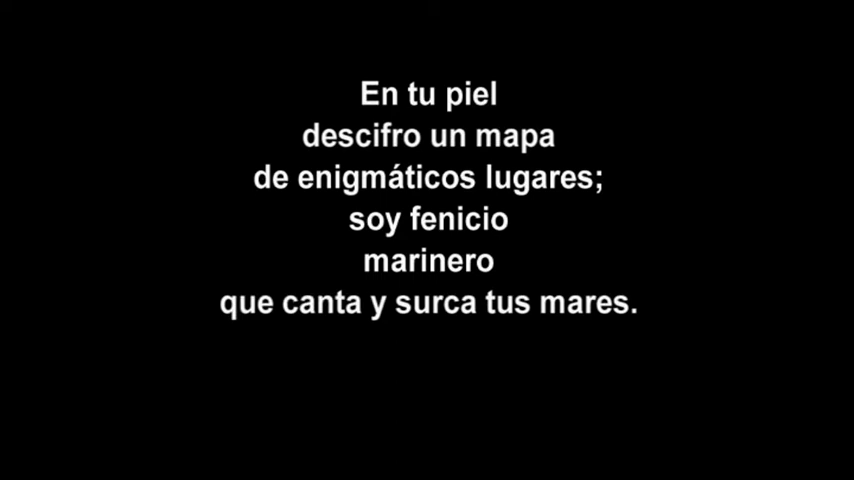 En tu piel
descifro un mapa
de enigmáticos lugares;
soy fenicio
marinero
que canta y surca tus mares.